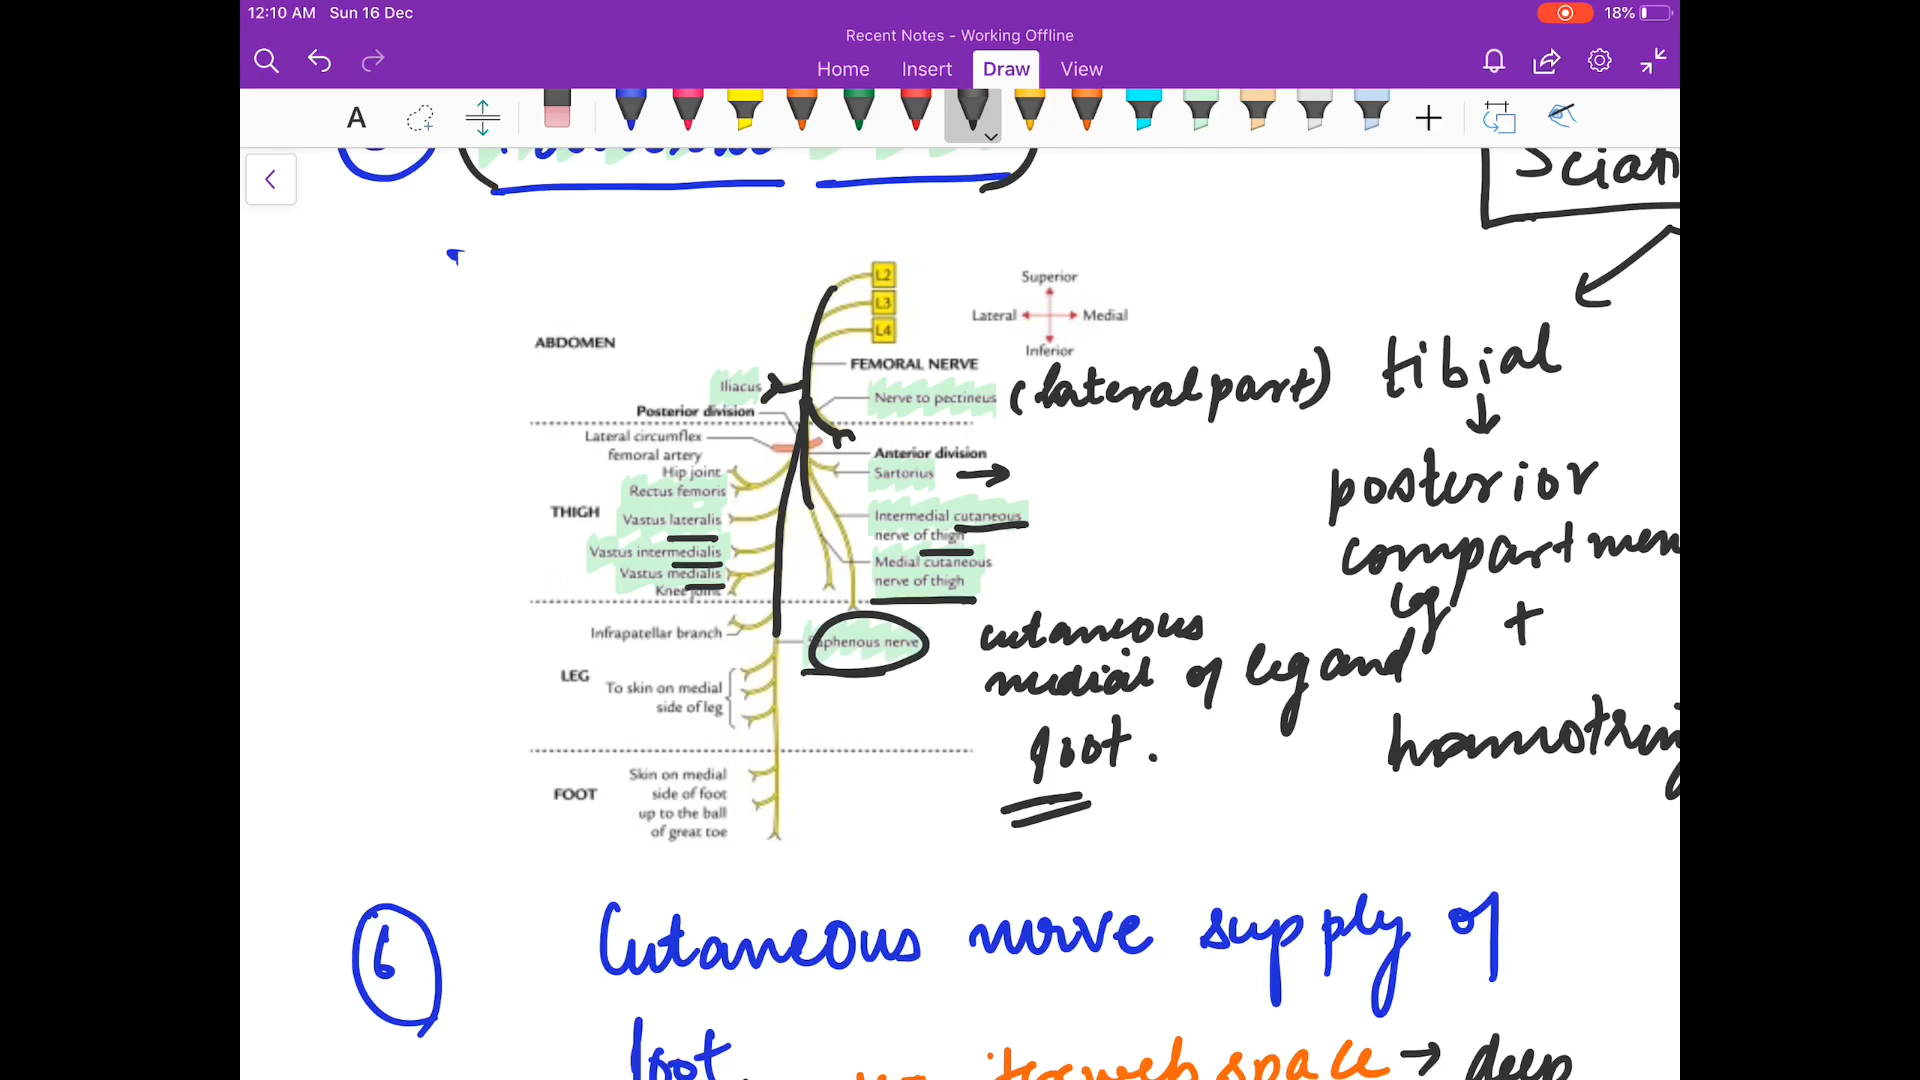 12:10 AM Sun 16 Dec
18%
Recent Notes - Working Offline
Home Insert Draw View
A
Sciati
L2
L3
L4
Superior
Lateral Medial
Inferior
ABDOMEN
FEMORAL NERVE
Iliacus
Nerve to pectineus (lateral part)
Posterior division
Lateral circumflex
femoral artery
Anterior division
Hip joint
Sartorius →
Rectus femoris
THIGH
Vastus lateralis
Intermedial cutaneous
nerve of thigh
Vastus intermedialis
Medial cutaneous
nerve of thigh
Vastus medialis
Knee joint
Infrapatellar branch
Saphenous nerve
LEG
To skin on medial
side of leg
FOOT
Skin on medial
side of foot
up to the ball
of great toe
cutaneous
medial of leg and
foot.
tibial
↓
posterior
compartmen
leg
+
hamstring
6 Cutaneous nerve supply of
foot.
web space → deep